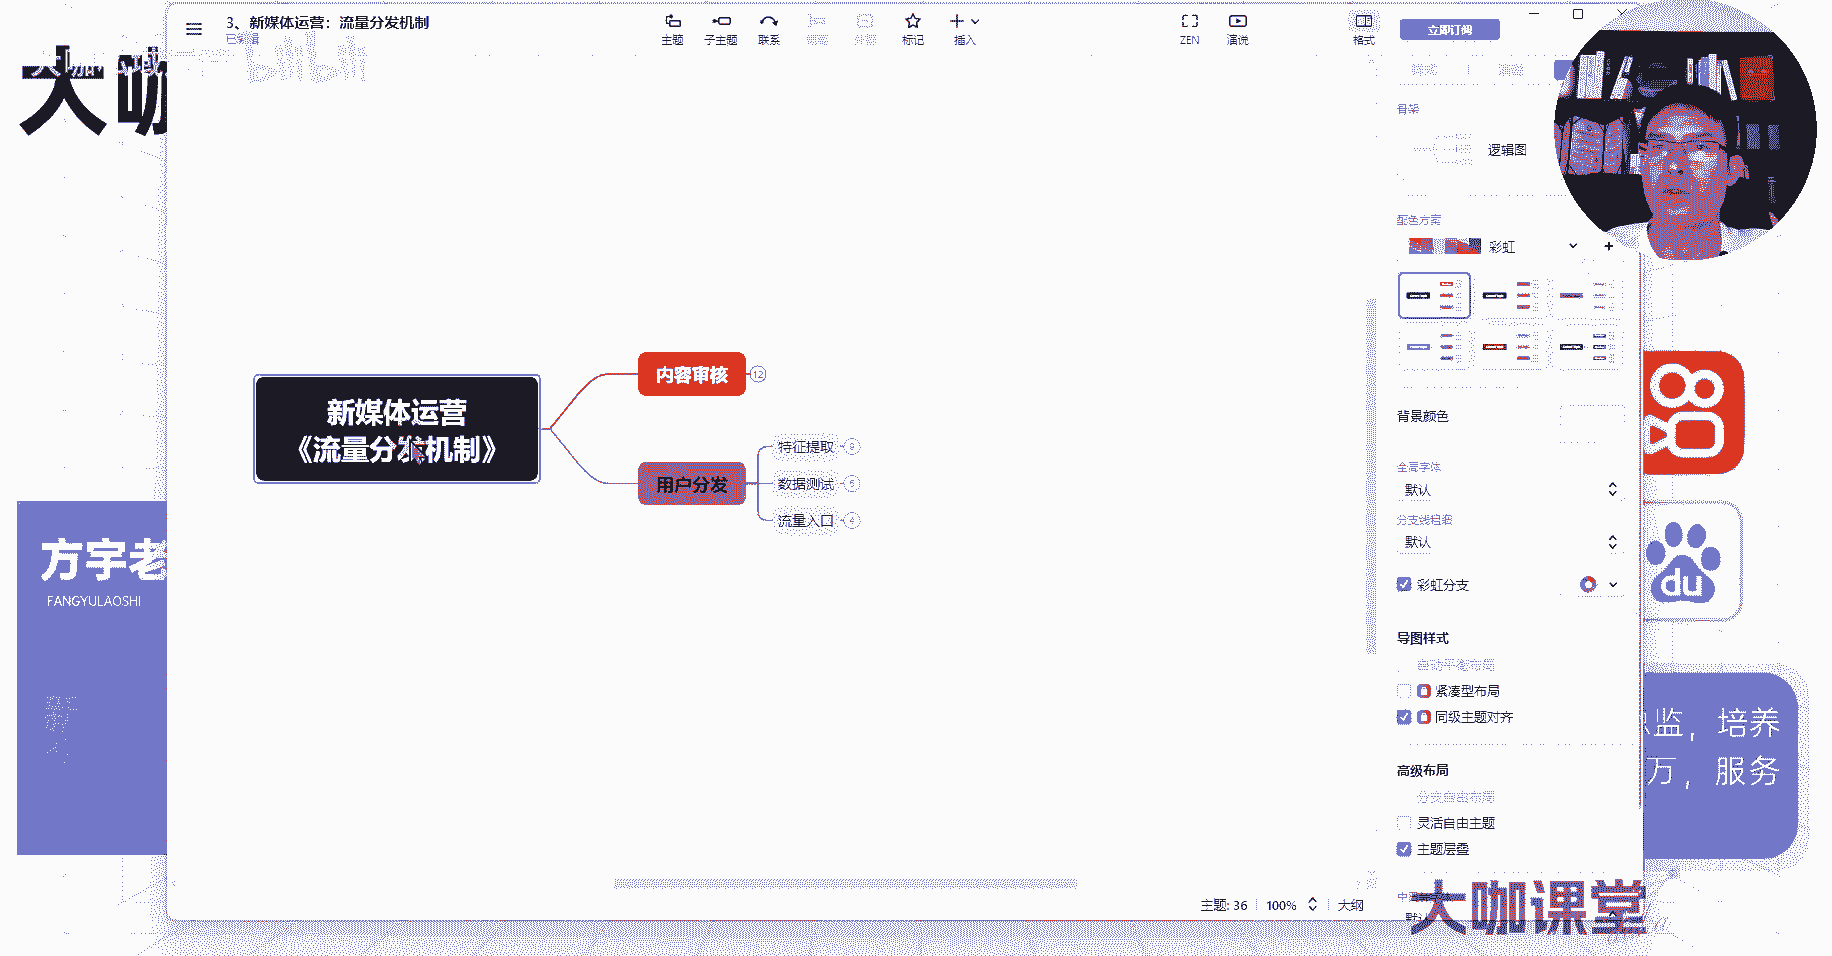 3、新媒体运营：流量分发机制
已编辑
主题
子主题
联系
标记
插入
ZEN
演说
格式
立即订阅
大咖
bilibili
骨架
逻辑图
配色方案
彩虹
背景颜色
全局字体
默认
分支线粗细
默认
彩虹分支
导图样式
自动平衡布局
紧凑型布局
同级主题对齐
高级布局
分支自由布局
灵活自由主题
主题层叠
新媒体运营
《流量分发机制》
内容审核
12
用户分发
特征提取
数据测试
流量入口
4
方宇老
FANGYULAOSHI
du
监，培养
万，服务
主题: 36
100%
大纲
大咖课堂